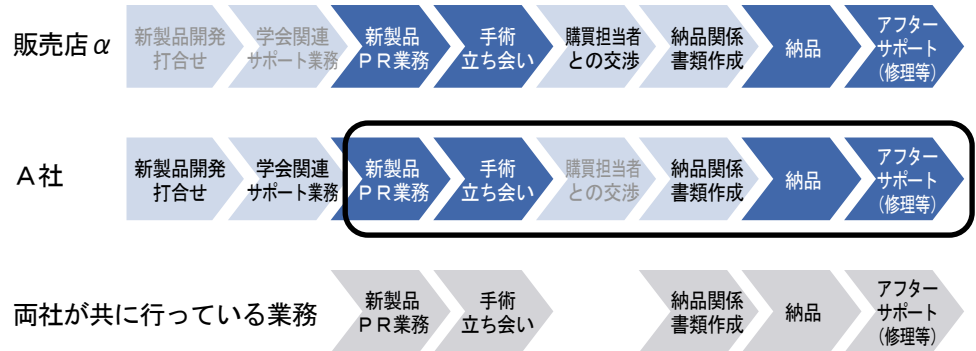 販売店α
新製品開発
打合せ
学会関連
サポート業務
新製品
ＰＲ業務
手術
立ち会い
購買担当者
との交渉
納品関係
書類作成
納品
アフター
サポート
(修理等)
Ａ社
新製品開発
打合せ
学会関連
サポート業務
新製品
ＰＲ業務
手術
立ち会い
購買担当者
との交渉
納品関係
書類作成
納品
アフター
サポート
(修理等)
両社が共に行っている業務
新製品
ＰＲ業務
手術
立ち会い
納品関係
書類作成
納品
アフター
サポート
(修理等)